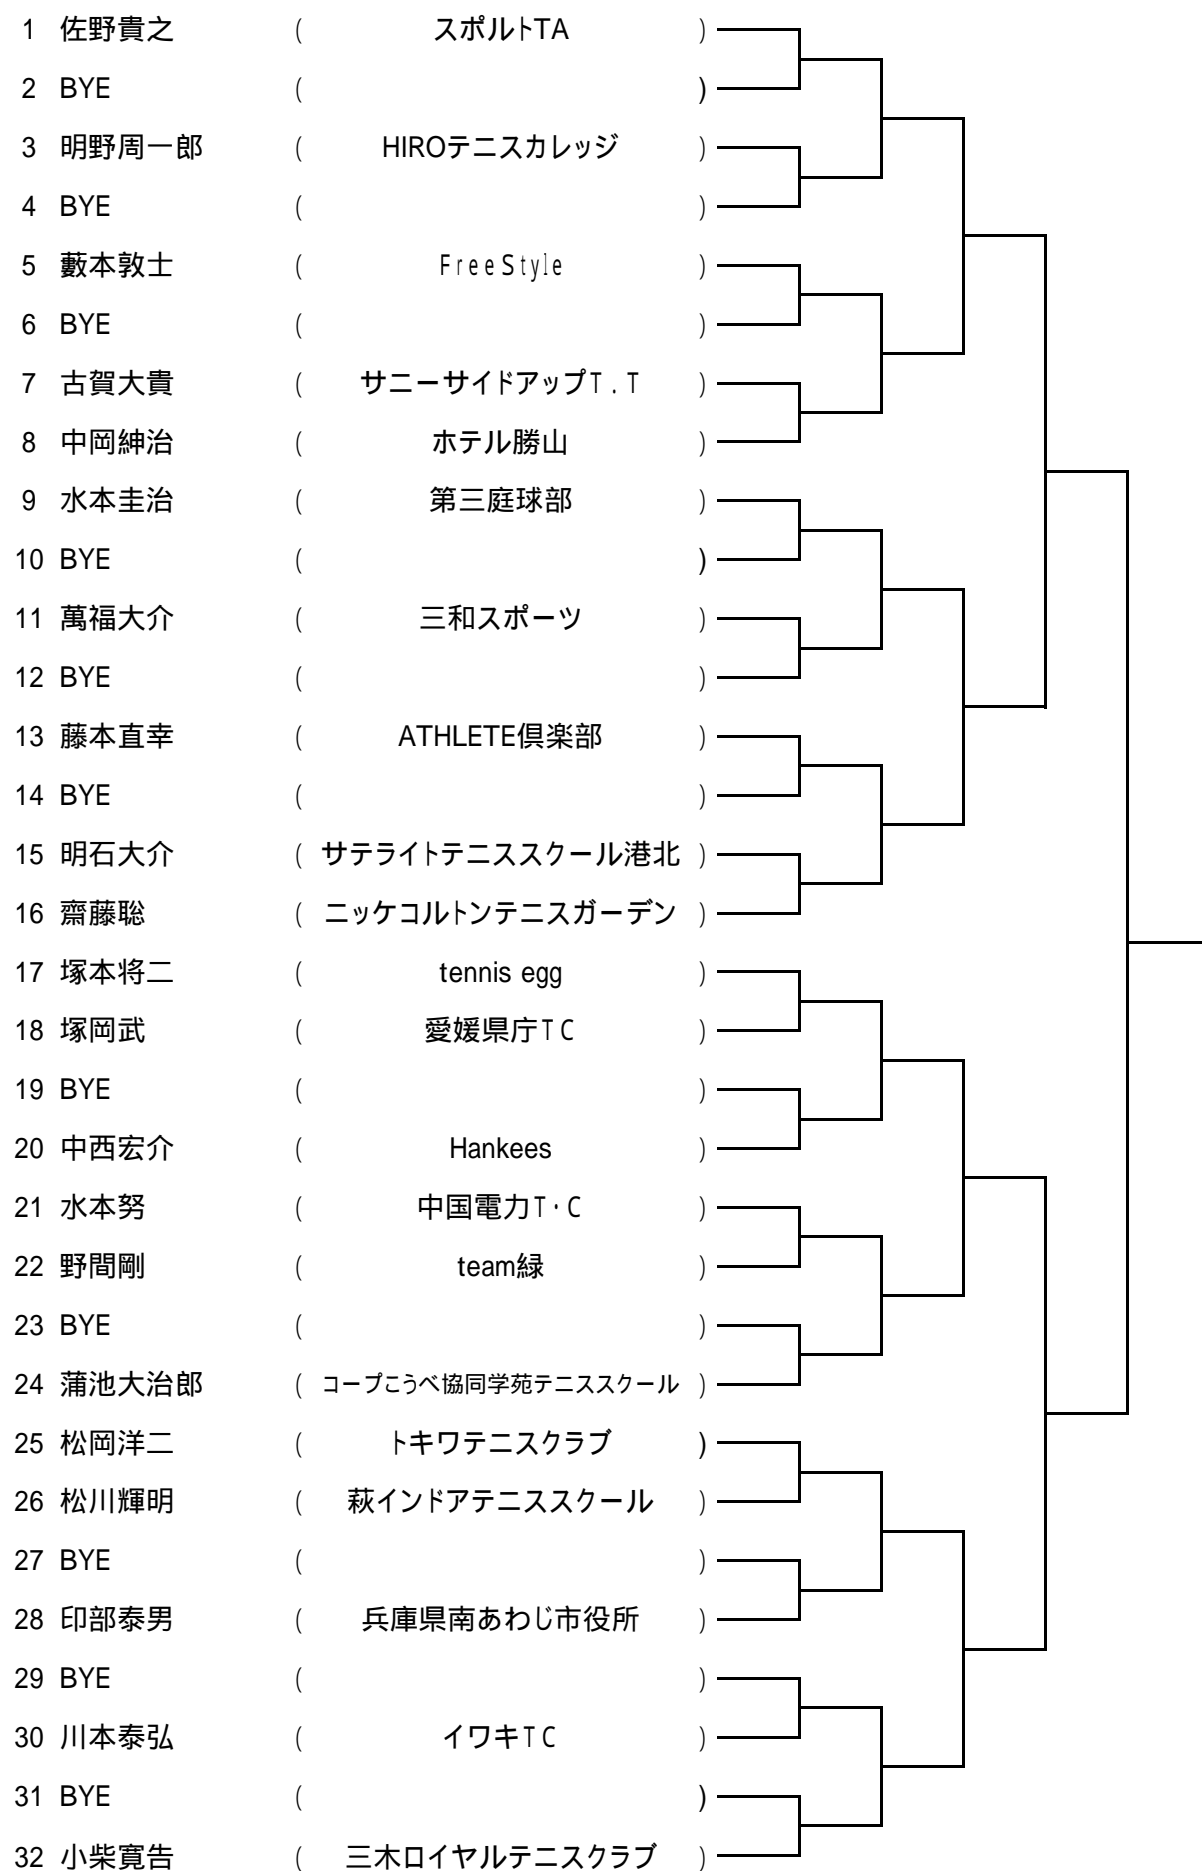 1 佐野貴之 ( スポルトTA )
2 BYE ( )
3 明野周一郎 ( HIROテニスカレッジ )
4 BYE ( )
5 藪本敦士 ( FreeStyle )
6 BYE ( )
7 古賀大貴 ( サニーサイドアップT.T )
8 中岡紳治 ( ホテル勝山 )
9 水本圭治 ( 第三庭球部 )
10 BYE ( )
11 萬福大介 ( 三和スポーツ )
12 BYE ( )
13 藤本直幸 ( ATHLETE倶楽部 )
14 BYE ( )
15 明石大介 ( サテライトテニススクール港北 )
16 齋藤聡 ( ニッケコルトンテニスガーデン )
17 塚本将二 ( tennis egg )
18 塚岡武 ( 愛媛県庁TC )
19 BYE ( )
20 中西宏介 ( Hankees )
21 水本努 ( 中国電力T・C )
22 野間剛 ( team緑 )
23 BYE ( )
24 蒲池大治郎 ( コープこうべ協同学苑テニススクール )
25 松岡洋二 ( トキワテニスクラブ )
26 松川輝明 ( 萩インドアテニススクール )
27 BYE ( )
28 印部泰男 ( 兵庫県南あわじ市役所 )
29 BYE ( )
30 川本泰弘 ( イワキTC )
31 BYE ( )
32 小柴寛告 ( 三木ロイヤルテニスクラブ )